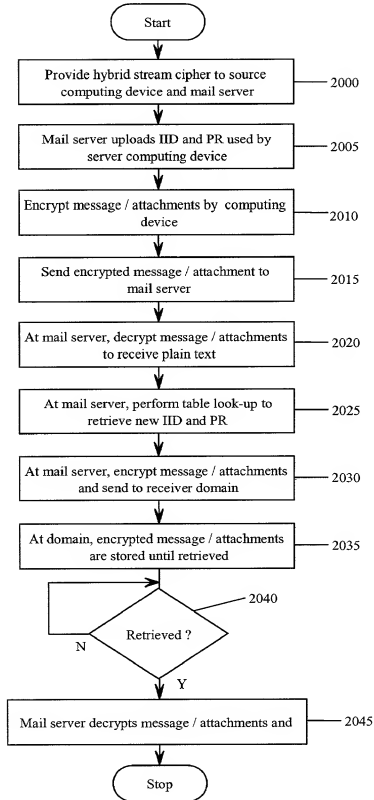 Start
Provide hybrid stream cipher to source
computing device and mail server
2000
Mail server uploads IID and PR used by
server computing device
2005
Encrypt message / attachments by computing
device
2010
Send encrypted message / attachment to
mail server
2015
At mail server, decrypt message / attachments
to receive plain text
2020
At mail server, perform table look-up to
retrieve new IID and PR
2025
At mail server, encrypt message / attachments
and send to receiver domain
2030
At domain, encrypted message / attachments
are stored until retrieved
2035
2040
Retrieved ?
N
Y
Mail server decrypts message / attachments and
2045
Stop